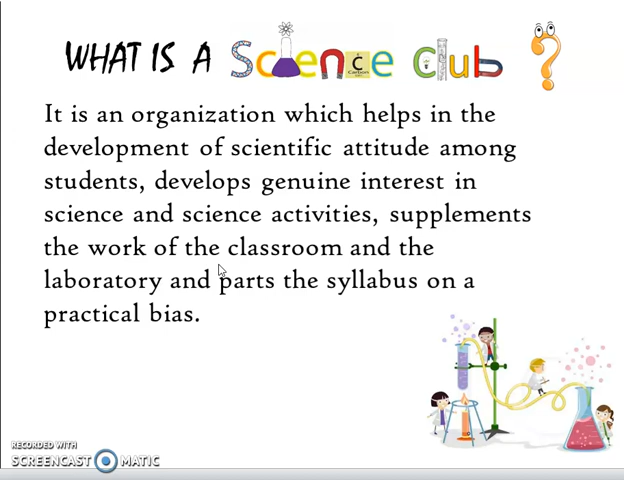 WHAT IS A Science Club ?
It is an organization which helps in the
development of scientific attitude among
students, develops genuine interest in
science and science activities, supplements
the work of the classroom and the
laboratory and parts the syllabus on a
practical bias.
RECORDED WITH
SCREENCAST MATIC